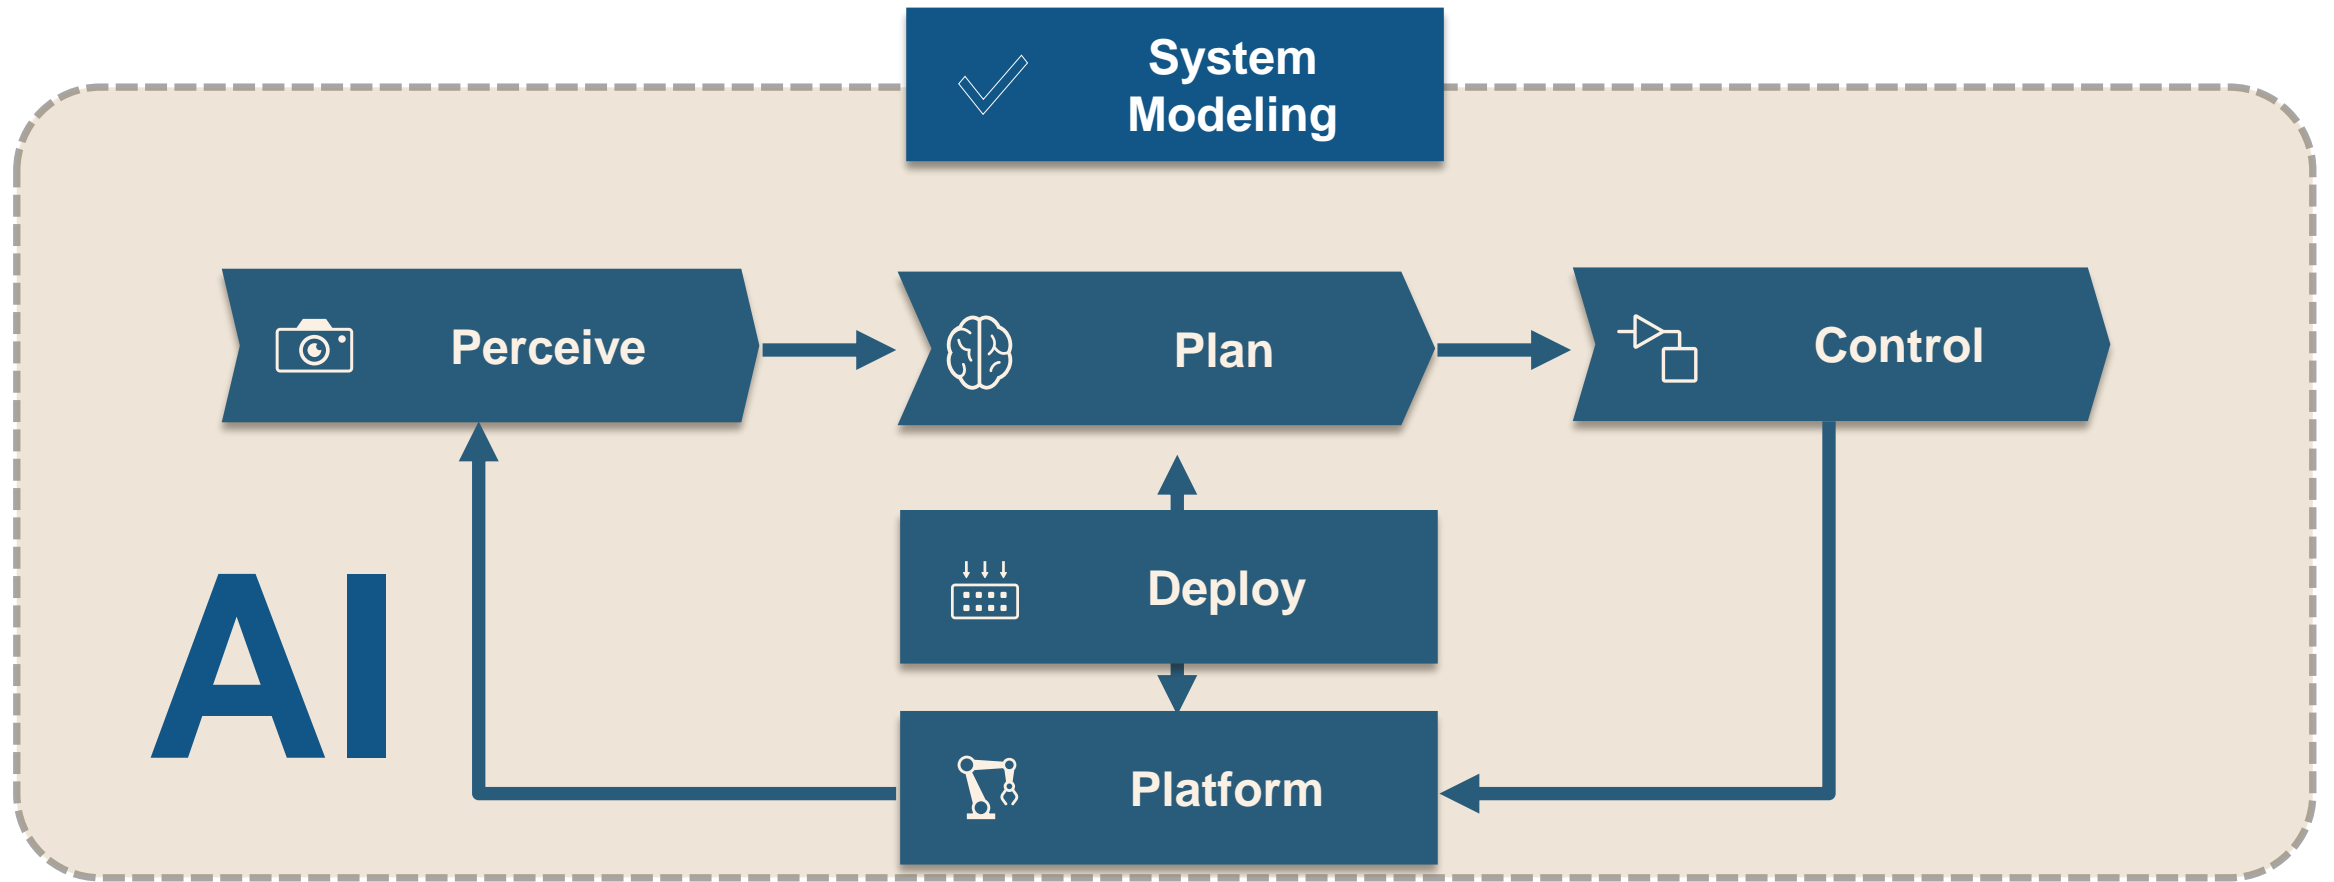 System
Modeling
Perceive
Plan
Control
Deploy
AI
Platform